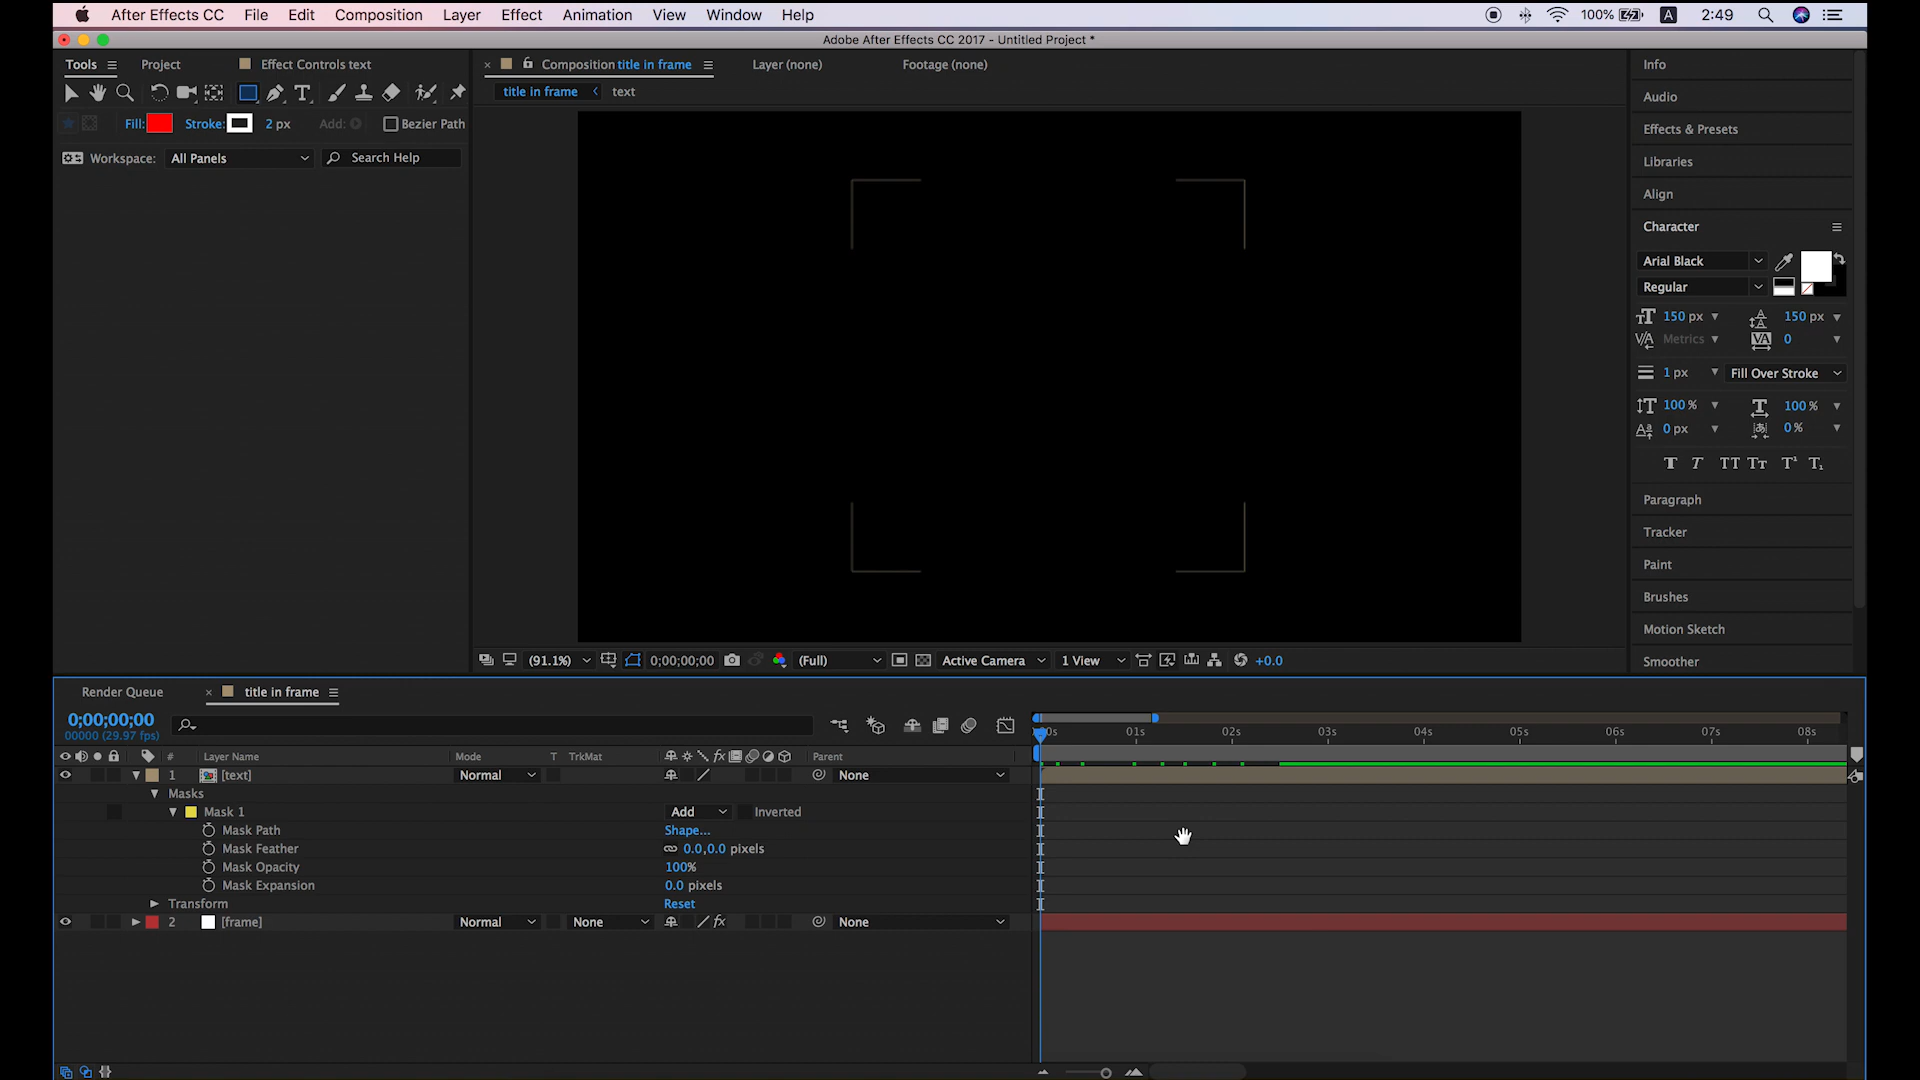 After Effects CC File Edit Composition Layer Effect Animation View Window Help 100% A 2:49
Adobe After Effects CC 2017 - Untitled Project *
Tools Project Effect Controls text
Composition title in frame Layer (none) Footage (none)
title in frame text
Fill: Stroke: 2 px Add: Bezier Path
Workspace: All Panels Search Help
Info
Audio
Effects & Presets
Libraries
Align
Character
Arial Black
Regular
150 px 150 px
Metrics 0
1 px Fill Over Stroke
100 % 100 %
0 px 0 %
T T TT Tт T¹ T₁
Paragraph
Tracker
Paint
Brushes
Motion Sketch
Smoother
(91.1%) 0;00;00;00 (Full) Active Camera 1 View +0.0
Render Queue title in frame
0;00;00;00
00000 (29.97 fps)
:00s 01s 02s 03s 04s 05s 06s 07s 08s
# Layer Name Mode T TrkMat Parent
1 [text] Normal None
Masks
Mask 1 Add Inverted
Mask Path Shape...
Mask Feather 0.0,0.0 pixels
Mask Opacity 100%
Mask Expansion 0.0 pixels
Transform Reset
2 [frame] Normal None None